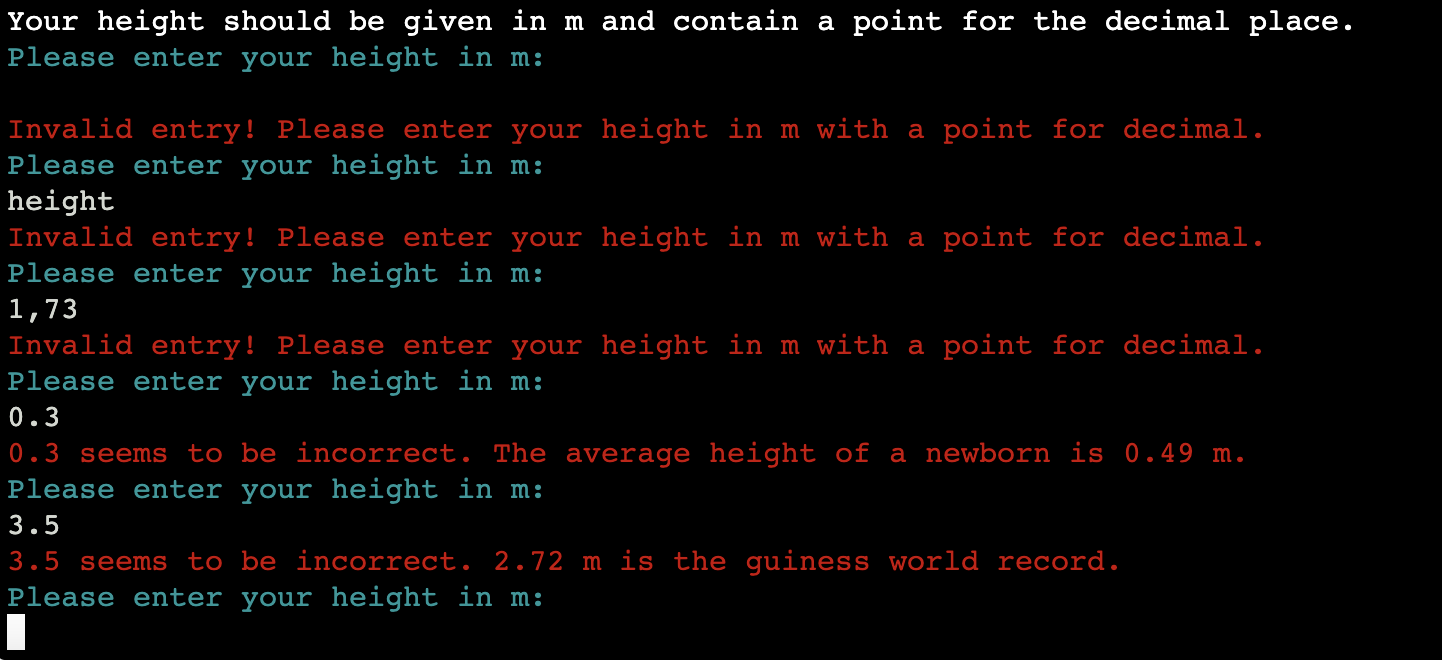 Your height should be given in m and contain a point for the decimal place.
Please enter your height in m:
Invalid entry! Please enter your height in m with a point for decimal.
Please enter your height in m:
height
Invalid entry! Please enter your height in m with a point for decimal.
Please enter your height in m:
1,73
Invalid entry! Please enter your height in m with a point for decimal.
Please enter your height in m:
0.3
0.3 seems to be incorrect. The average height of a newborn is 0.49 m.
Please enter your height in m:
3.5
3.5 seems to be incorrect. 2.72 m is the guiness world record.
Please enter your height in m: